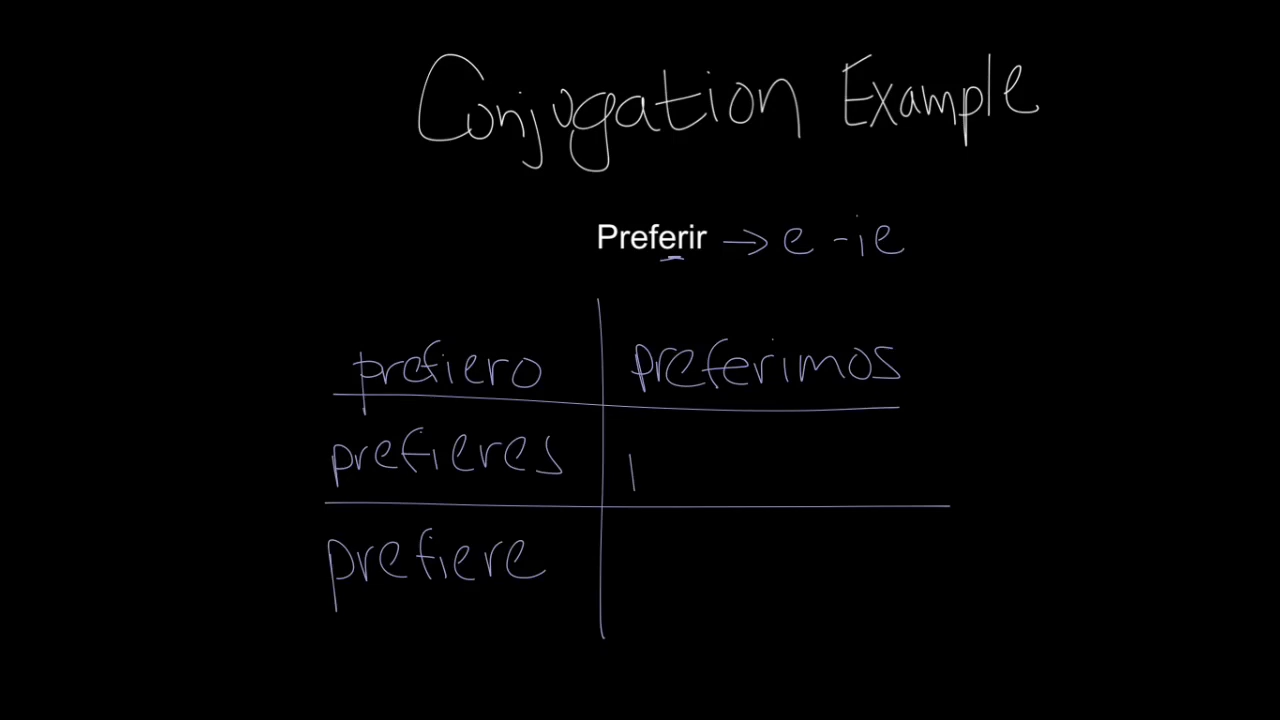 Conjugation Example
Preferir → e - ie
prefiero preferimos
prefieres
prefiere